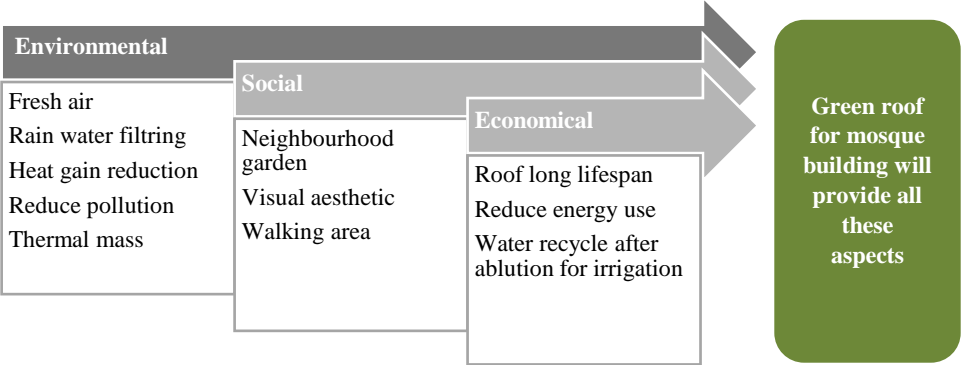 Environmental
Fresh air
Rain water filtring
Heat gain reduction
Reduce pollution
Thermal mass
Social
Neighbourhood
garden
Visual aesthetic
Walking area
Economical
Roof long lifespan
Reduce energy use
Water recycle after
ablution for irrigation
Green roof
for mosque
building will
provide all
these
aspects